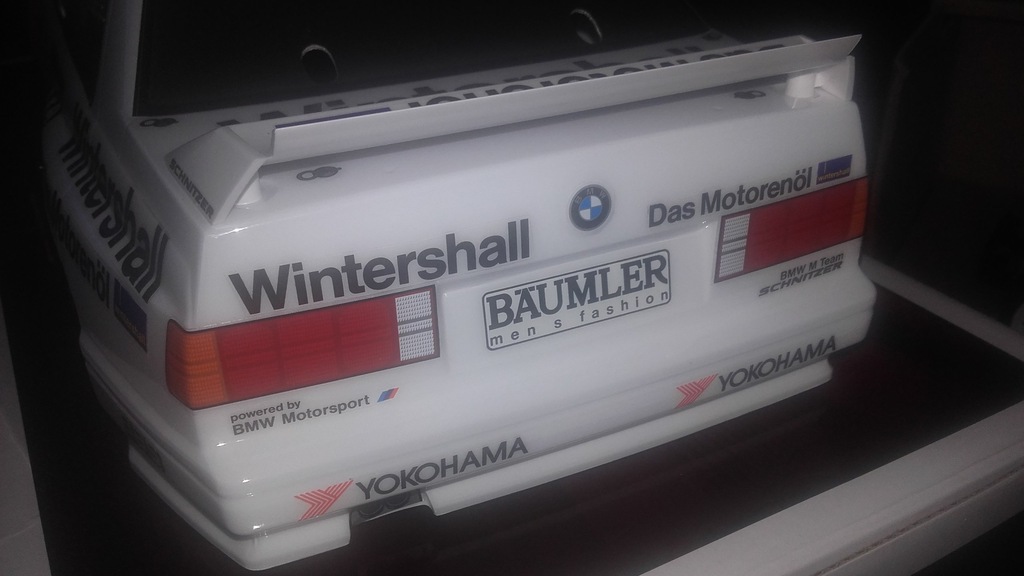 SCHNITZER
Wintershall
Motorenöl
Wintershall
Das Motorenöl
BÄUMLER
men's fashion
BMW M Team
SCHNITZER
powered by
BMW Motorsport
YOKOHAMA
YOKOHAMA